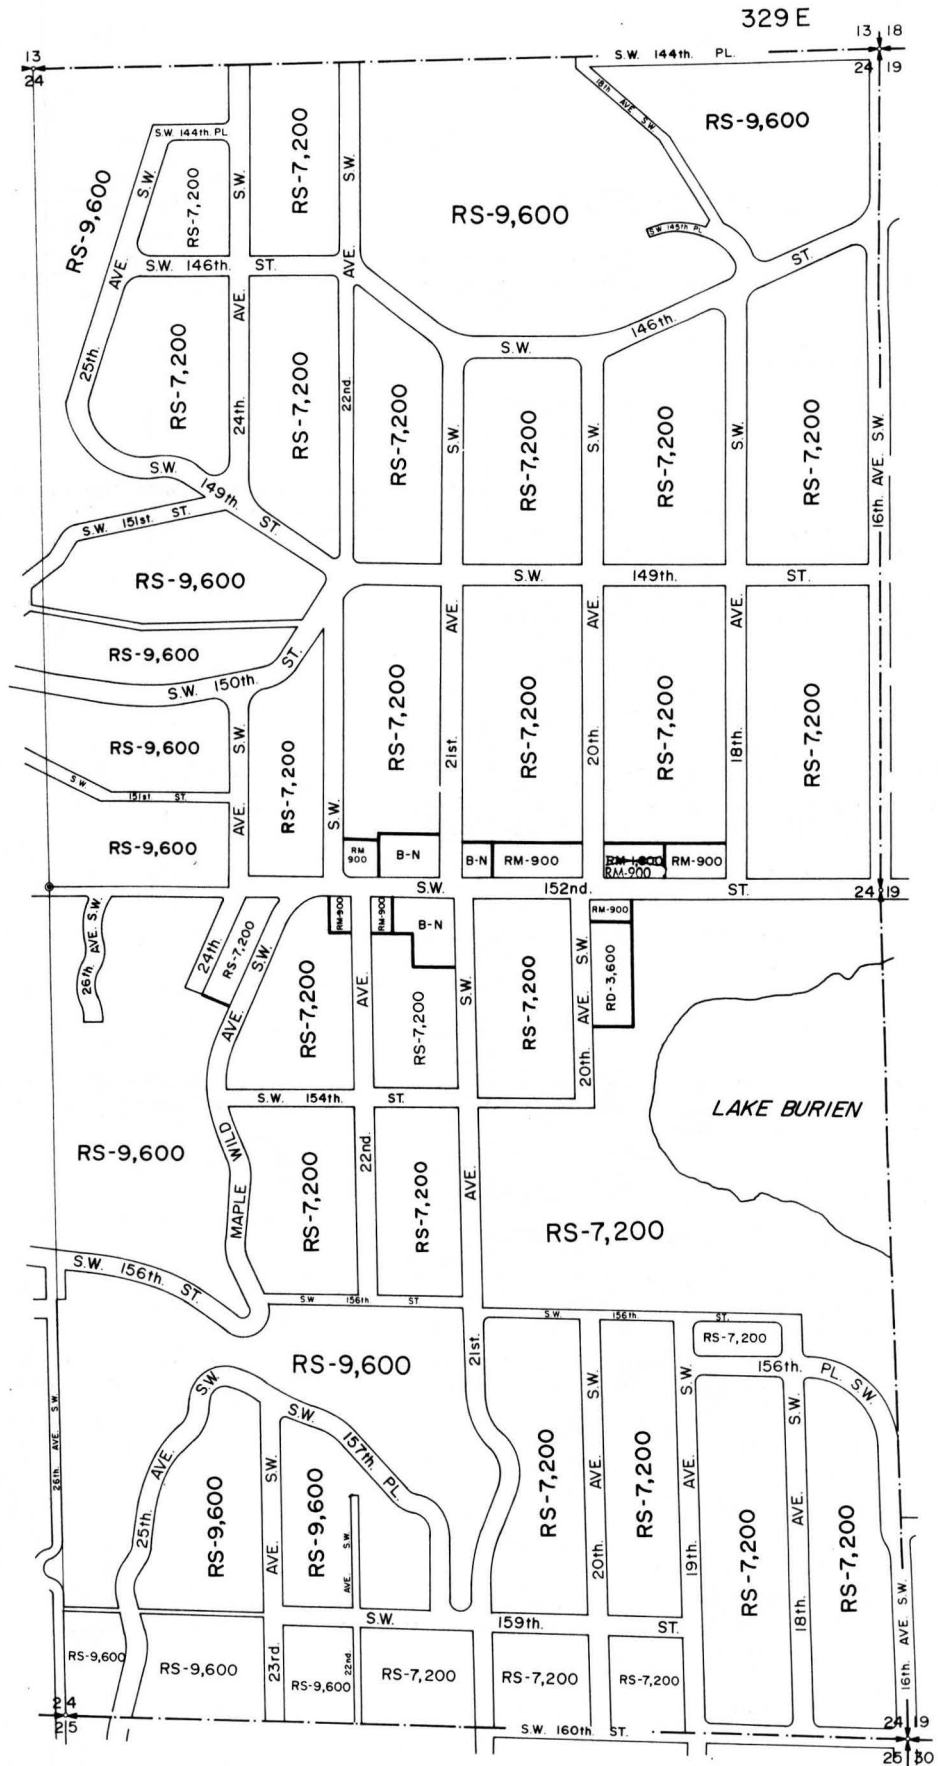 329 E
13 18
S.W. 144th. PL.
13
24
24 19
18th AVE. S.W.
RS-9,600
S.W. 144th. PL.
RS-7,200
S.W.
S.W.
S.W.
RS-9,600
RS-7,200
RS-9,600
S.W. 145th PL.
AVE.
S.W. 146th. ST.
AVE.
ST.
AVE.
146th.
S.W.
25th.
RS-7,200
24th.
RS-7,200
22nd.
RS-7,200
S.W.
RS-7,200
S.W.
RS-7,200
S.W.
RS-7,200
16th. AVE. S.W.
S.W.
149th.
ST.
S.W. 151st. ST.
RS-9,600
S.W. 149th. ST.
AVE.
AVE.
AVE.
RS-9,600
ST.
S.W. 150th.
RS-7,200
RS-7,200
RS-7,200
RS-7,200
RS-9,600
S.W.
RS-7,200
21st.
20th.
18th.
S.W. 151st. ST.
AVE.
S.W.
RS-9,600
RM 900
B-N
B-N
RM-900
RM-1,800
RM-900
RM-900
S.W. 152nd. ST.
24 19
26th. AVE. S.W.
24th.
RS-7,200
S.W.
RM-900
RM-900
B-N
RM-900
RD-3,600
AVE.
RS-7,200
AVE.
RS-7,200
S.W.
RS-7,200
20th. AVE. S.W.
S.W. 154th. ST.
LAKE BURIEN
RS-9,600
WILD
MAPLE
RS-7,200
22nd.
RS-7,200
AVE.
RS-7,200
S.W. 156th. ST.
S.W. 156th. ST.
S.W. 156th. ST.
RS-7,200
RS-9,600
21st.
156th. PL. S.W.
26th. AVE. S.W.
S.W.
AVE.
25th.
S.W. 157th. PL.
RS-9,600
S.W.
AVE.
RS-9,600
AVE. S.W.
RS-7,200
S.W.
AVE.
20th.
RS-7,200
S.W.
AVE.
19th.
RS-7,200
S.W.
AVE.
18th.
RS-7,200
16th AVE. S.W.
S.W. 159th. ST.
RS-9,600
RS-9,600
23rd.
RS-9,600
22nd.
RS-7,200
RS-7,200
RS-7,200
24
25
S.W. 160th. ST.
24 19
25 30